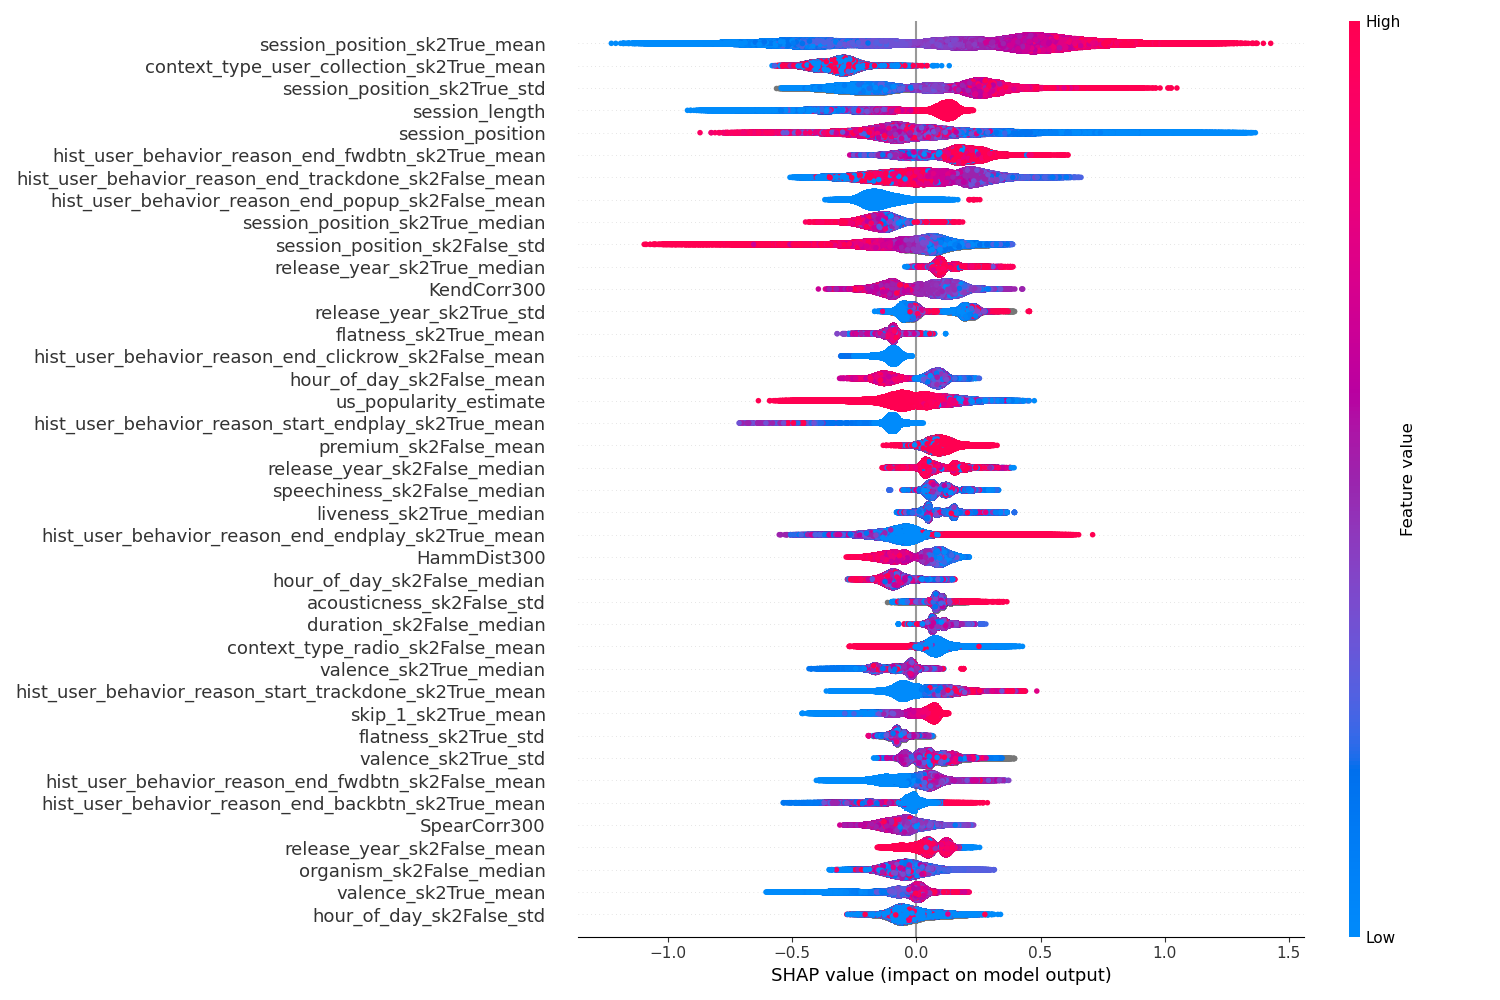 High
session_position_sk2True_mean
context_type_user_collection_sk2True_mean
session_position_sk2True_std
session_length
session_position
hist_user_behavior_reason_end_fwdbtn_sk2True_mean
hist_user_behavior_reason_end_trackdone_sk2False_mean
hist_user_behavior_reason_end_popup_sk2False_mean
session_position_sk2True_median
session_position_sk2False_std
release_year_sk2True_median
KendCorr300
release_year_sk2True_std
flatness_sk2True_mean
hist_user_behavior_reason_end_clickrow_sk2False_mean
hour_of_day_sk2False_mean
us_popularity_estimate
hist_user_behavior_reason_start_endplay_sk2True_mean
premium_sk2False_mean
release_year_sk2False_median
speechiness_sk2False_median
liveness_sk2True_median
hist_user_behavior_reason_end_endplay_sk2True_mean
HammDist300
hour_of_day_sk2False_median
acousticness_sk2False_std
duration_sk2False_median
context_type_radio_sk2False_mean
valence_sk2True_median
hist_user_behavior_reason_start_trackdone_sk2True_mean
skip_1_sk2True_mean
flatness_sk2True_std
valence_sk2True_std
hist_user_behavior_reason_end_fwdbtn_sk2False_mean
hist_user_behavior_reason_end_backbtn_sk2True_mean
SpearCorr300
release_year_sk2False_mean
organism_sk2False_median
valence_sk2True_mean
hour_of_day_sk2False_std
Feature value
Low
−1.0 −0.5 0.0 0.5 1.0 1.5
SHAP value (impact on model output)